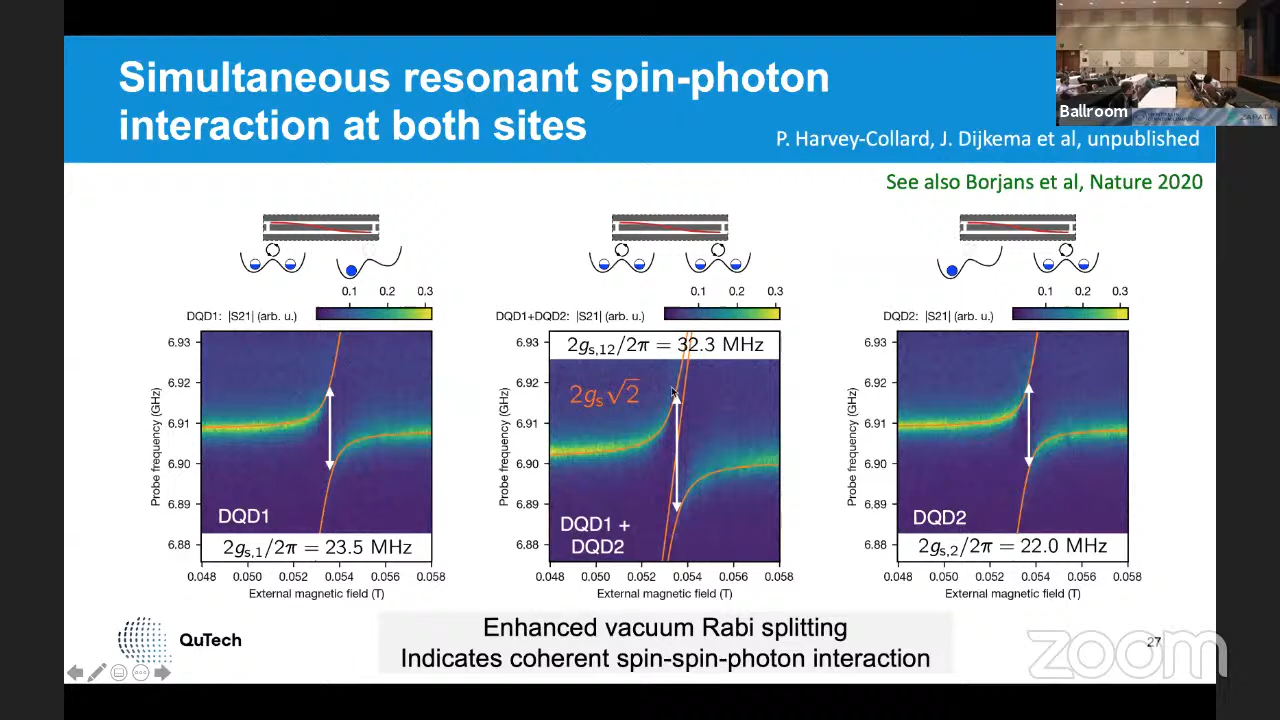 Simultaneous resonant spin-photon
interaction at both sites
Ballroom
P. Harvey-Collard, J. Dijkema et al, unpublished
See also Borjans et al, Nature 2020
0.1 0.2 0.3
DQD1: |S21| (arb. u.)
6.93
6.92
6.91
6.90
6.89
6.88
Probe frequency (GHz)
DQD1
2g_{s,1}/2π = 23.5 MHz
0.048 0.050 0.052 0.054 0.056 0.058
External magnetic field (T)
0.1 0.2 0.3
DQD1+DQD2: |S21| (arb. u.)
2g_{s,12}/2π = 32.3 MHz
2g_s√2
6.93
6.92
6.91
6.90
6.89
6.88
Probe frequency (GHz)
DQD1 +
DQD2
0.048 0.050 0.052 0.054 0.056 0.058
External magnetic field (T)
0.1 0.2 0.3
DQD2: |S21| (arb. u.)
6.93
6.92
6.91
6.90
6.89
6.88
Probe frequency (GHz)
DQD2
2g_{s,2}/2π = 22.0 MHz
0.048 0.050 0.052 0.054 0.056 0.058
External magnetic field (T)
QuTech
Enhanced vacuum Rabi splitting
Indicates coherent spin-spin-photon interaction
27
zoom